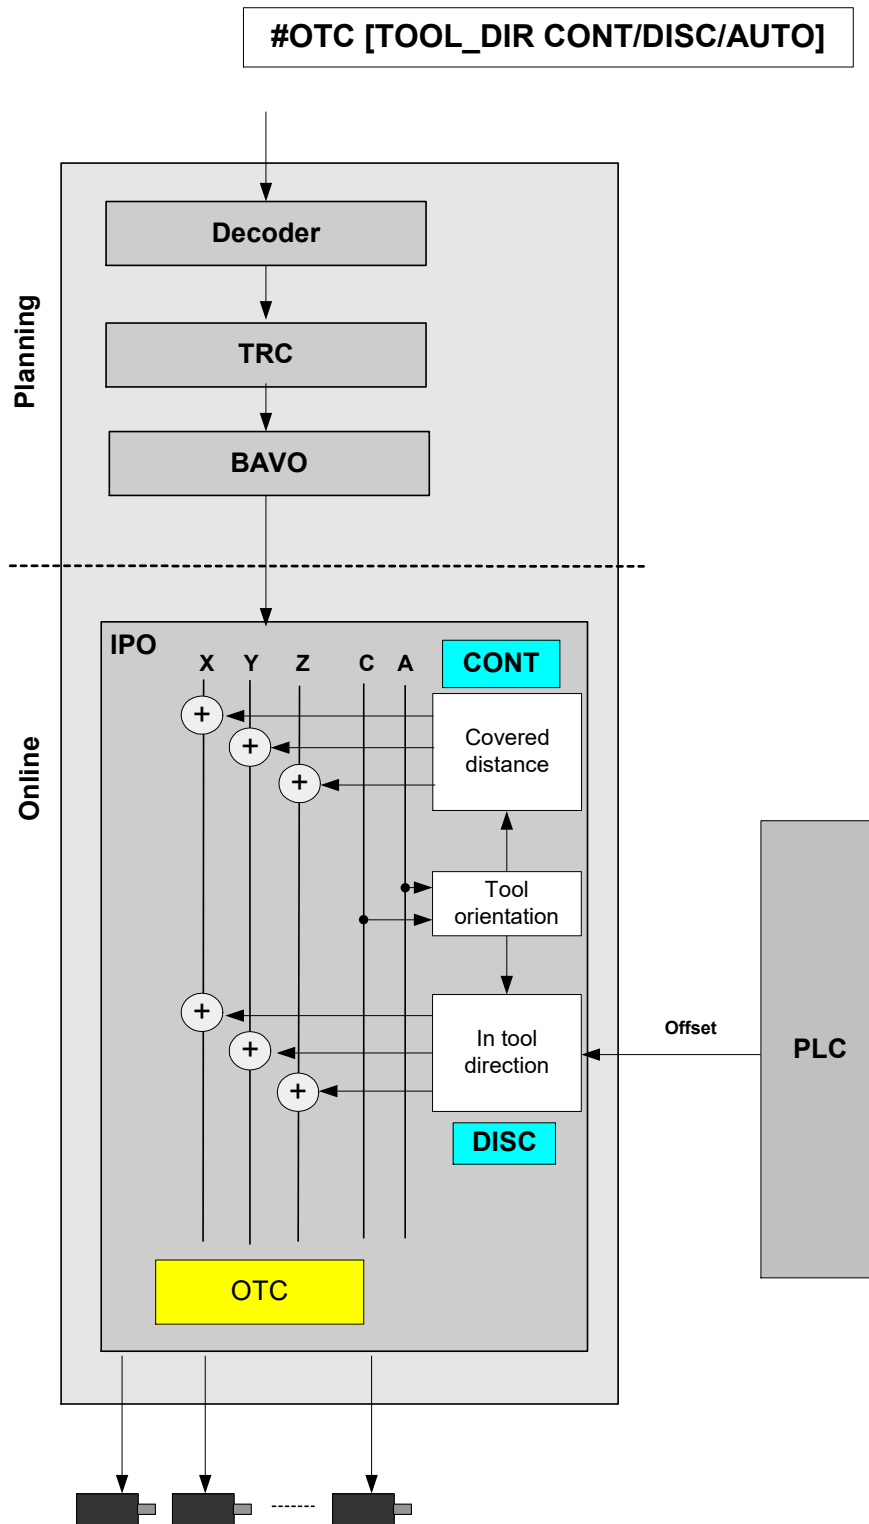 #OTC [TOOL_DIR CONT/DISC/AUTO]
Planning
Decoder
TRC
BAVO
Online
IPO
X Y Z C A
CONT
+
+
+
Covered
distance
Tool
orientation
+
+
+
In tool
direction
Offset
PLC
DISC
OTC